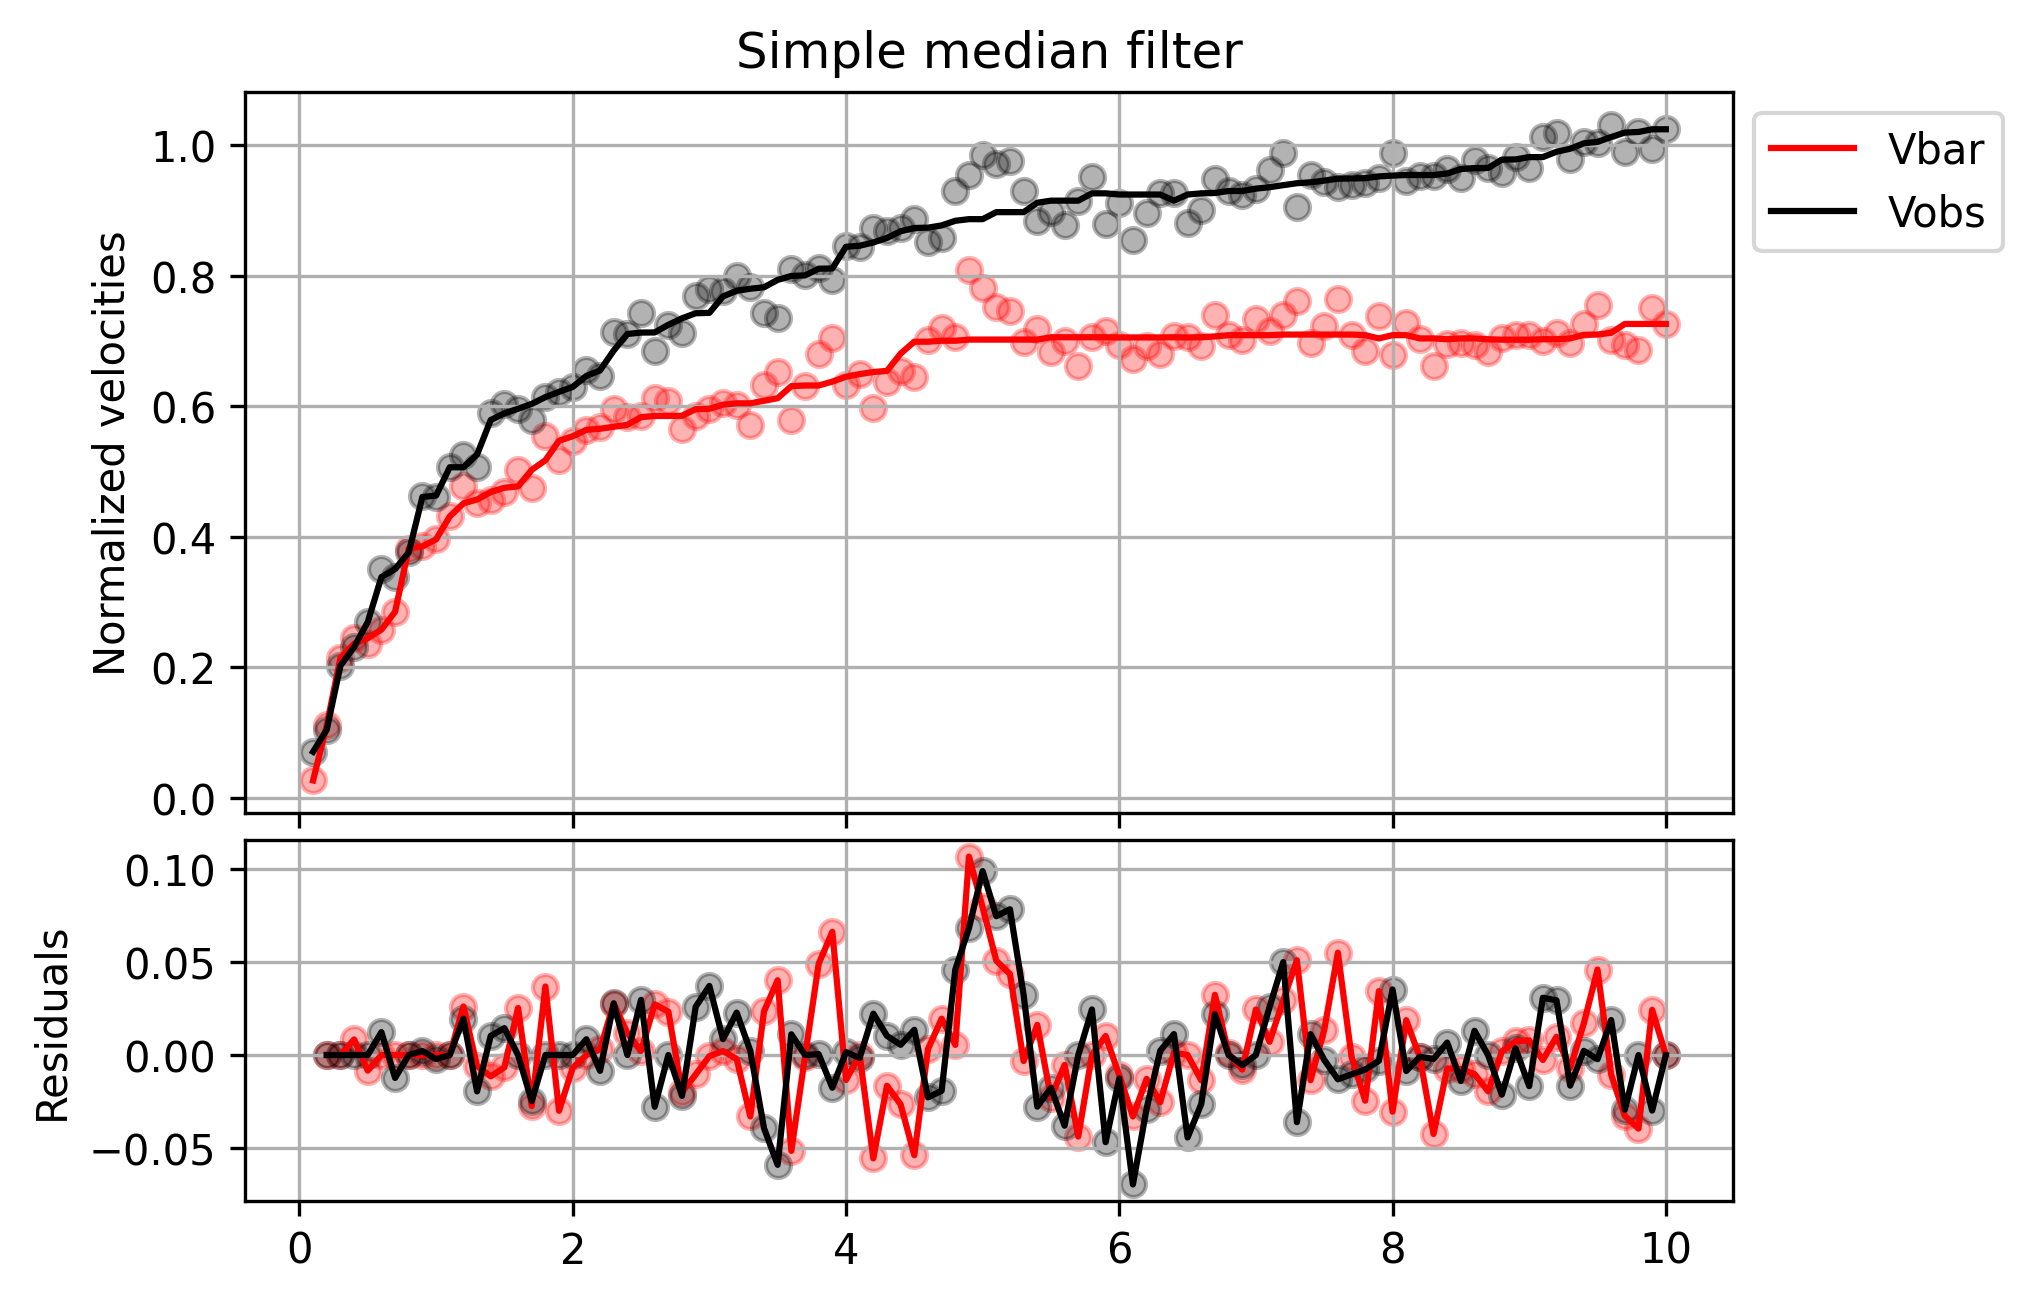 Simple median filter
Normalized velocities
1.0
0.8
0.6
0.4
0.2
0.0
Vbar
Vobs
Residuals
0.10
0.05
0.00
−0.05
0 2 4 6 8 10